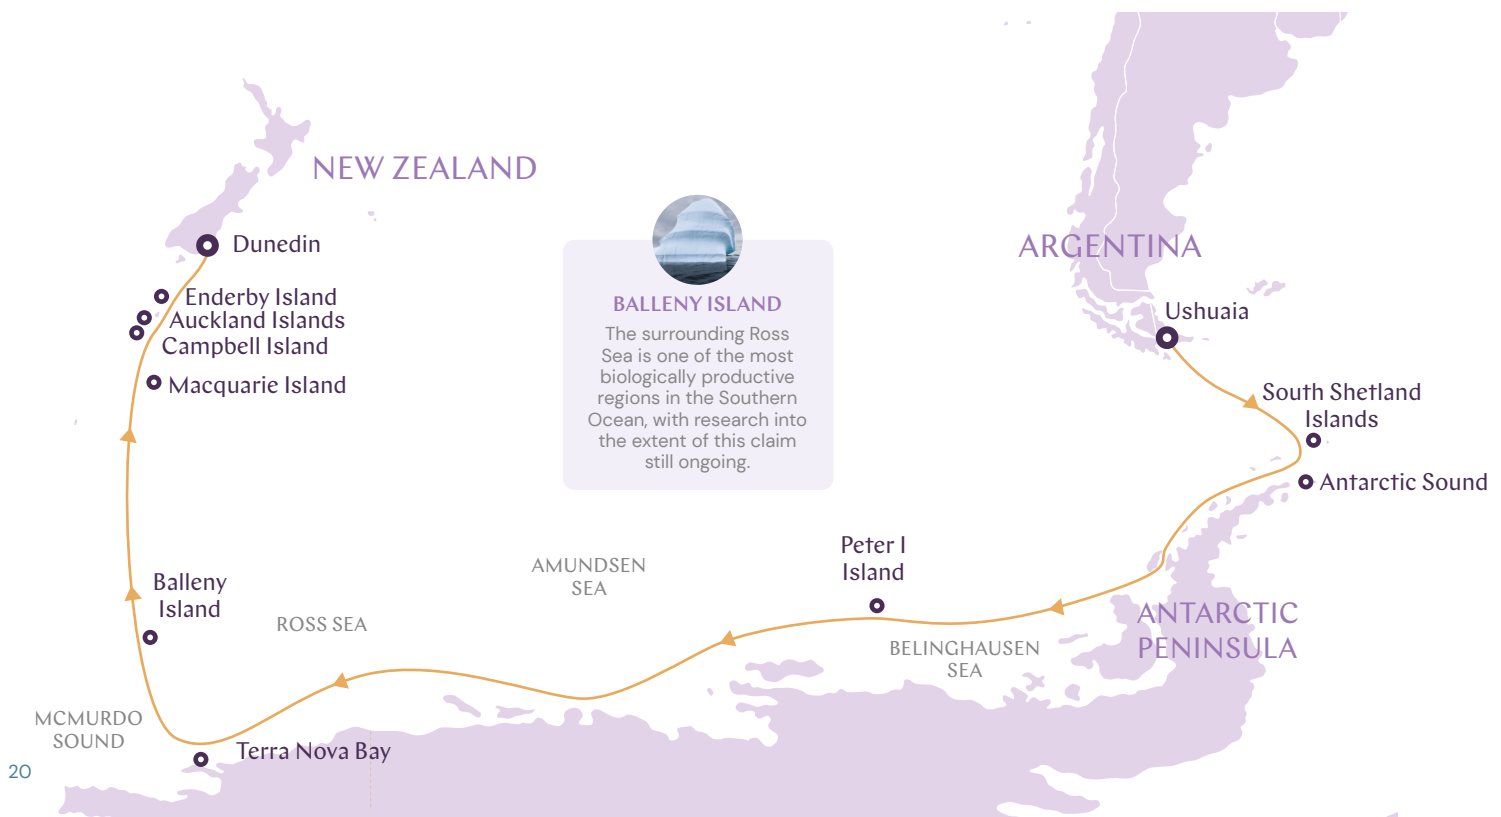 NEW ZEALAND
Dunedin
Enderby Island
Auckland Islands
Campbell Island
Macquarie Island
BALLENY ISLAND
The surrounding Ross
Sea is one of the most
biologically productive
regions in the Southern
Ocean, with research into
the extent of this claim
still ongoing.
ARGENTINA
Ushuaia
South Shetland
Islands
Antarctic Sound
Peter I
Island
AMUNDSEN
SEA
Balleny
Island
ROSS SEA
ANTARCTIC
PENINSULA
BELINGHAUSEN
SEA
MCMURDO
SOUND
Terra Nova Bay
20